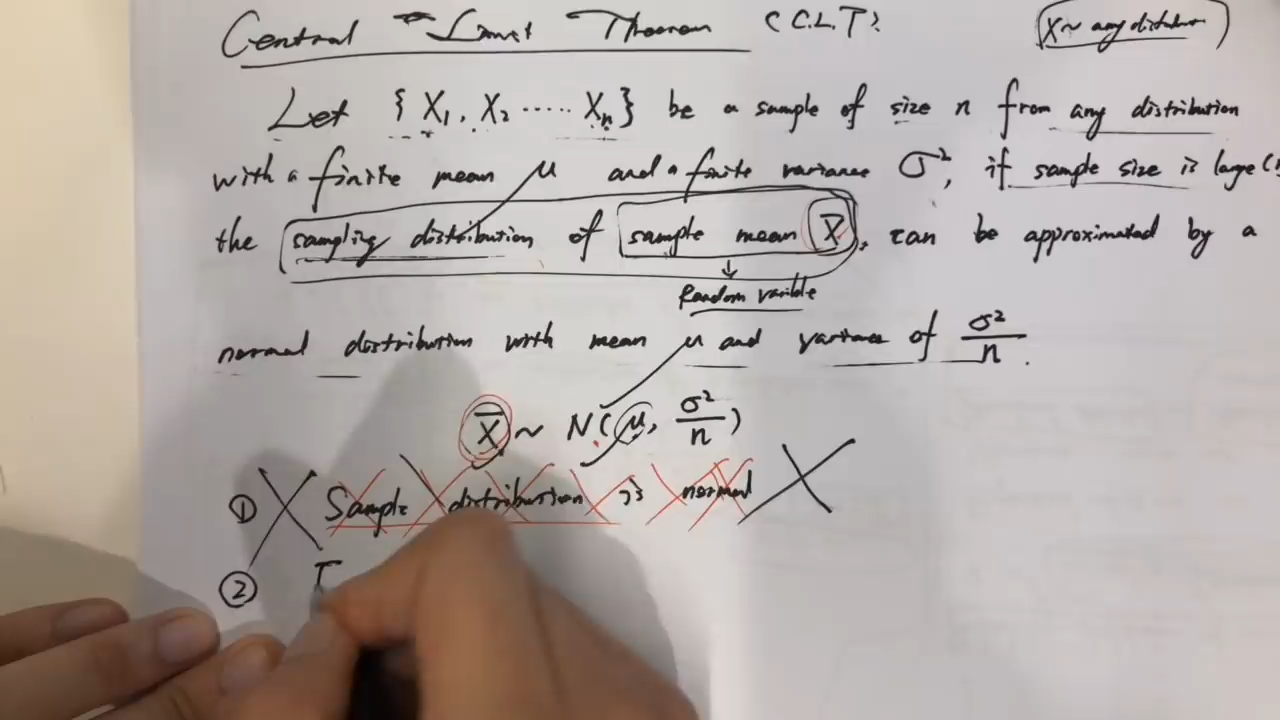 Central Limit Theorem (C.L.T)
X ~ any distribution
Let { X₁, X₂ ..... Xₙ} be a sample of size n from any distribution
with a finite mean μ and a finite variance σ², if sample size is large (
the sampling distribution of sample mean X̄, can be approximated by a
↓
Random varible
normal distribution with mean μ and variance of σ²/n.
X̄ ~ N(μ, σ²/n)
① Sample distribution is normal
②